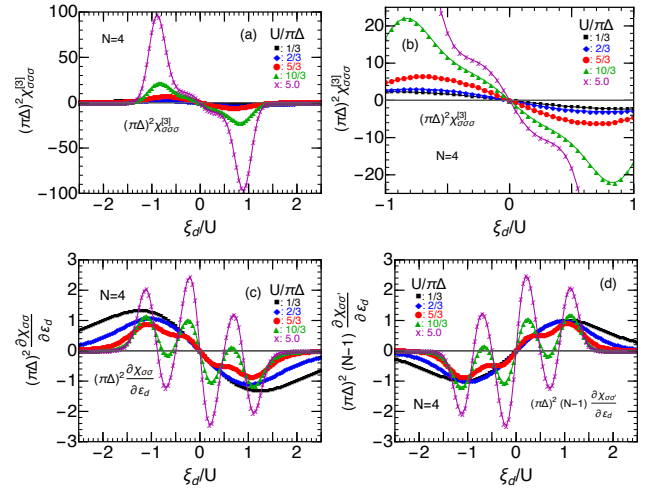 N=4
(a)
U/πΔ
■: 1/3
◆: 2/3
●: 5/3
▲: 10/3
×: 5.0
100
50
0
−50
−100
(πΔ)²χ[3]σσσ
(πΔ)²χ[3]σσσ
−2 −1 0 1 2
ξd/U
(b)
U/πΔ
■: 1/3
◆: 2/3
●: 5/3
▲: 10/3
×: 5.0
20
10
0
−10
−20
(πΔ)²χ[3]σσσ
(πΔ)²χ[3]σσσ
N=4
−1 −0.5 0 0.5 1
ξd/U
N=4
(c)
U/πΔ
■: 1/3
◆: 2/3
●: 5/3
▲: 10/3
×: 5.0
3
2
1
0
−1
−2
−3
(πΔ)² ∂χσσ/∂εd
(πΔ)² ∂χσσ/∂εd
−2 −1 0 1 2
ξd/U
U/πΔ
(d)
■: 1/3
◆: 2/3
●: 5/3
▲: 10/3
×: 5.0
3
2
1
0
−1
−2
−3
(πΔ)² (N−1) ∂χσσ′/∂εd
N=4
(πΔ)² (N−1) ∂χσσ′/∂εd
−2 −1 0 1 2
ξd/U